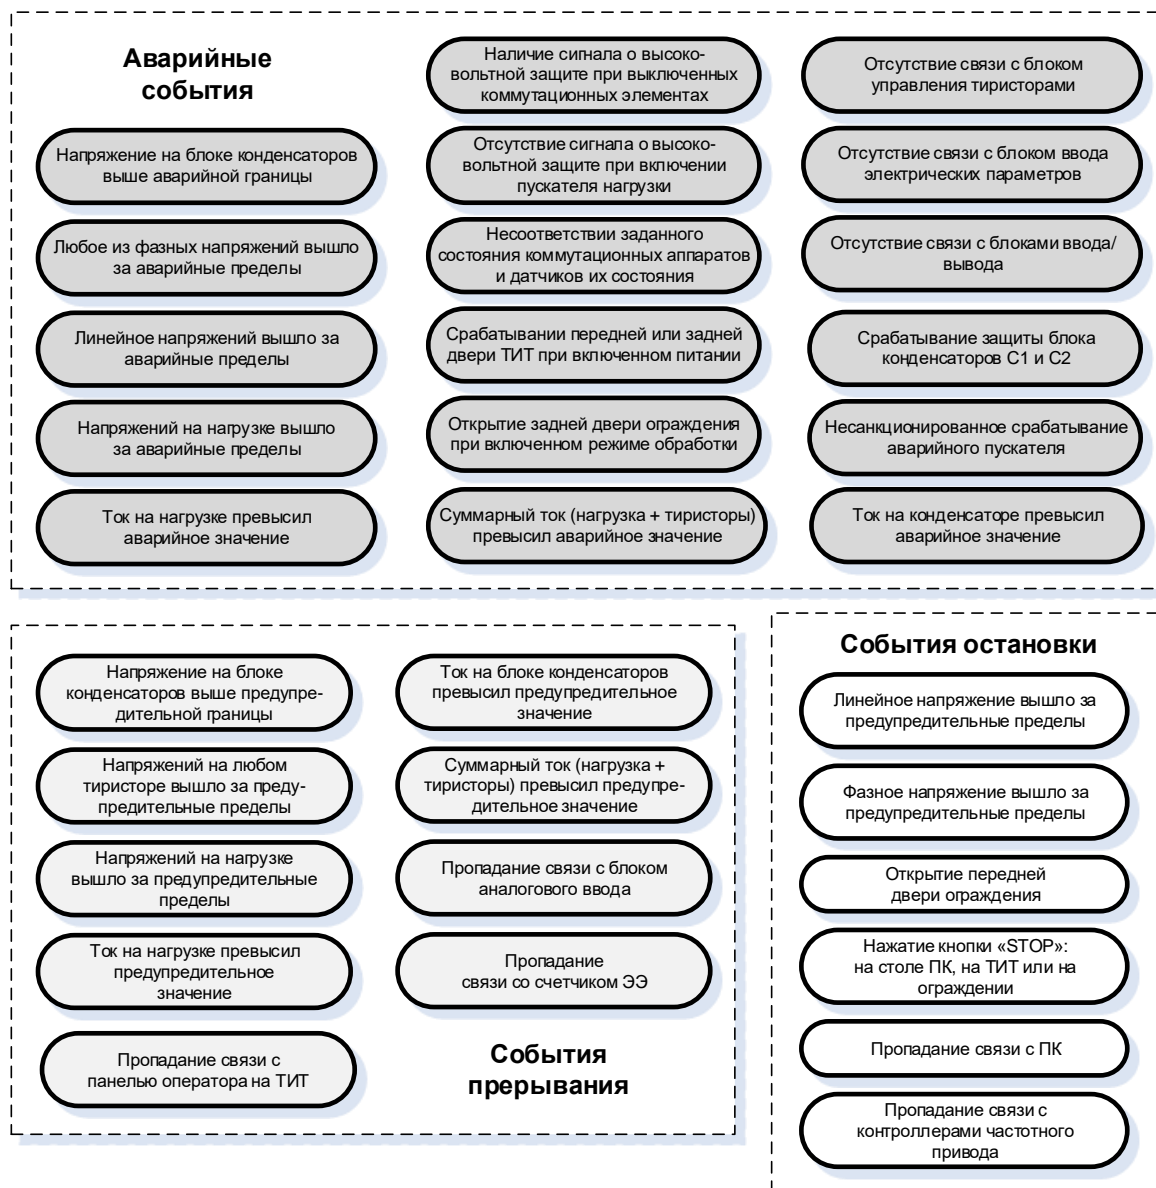 Аварийные
события
Напряжение на блоке конденсаторов
выше аварийной границы
Любое из фазных напряжений вышло
за аварийные пределы
Линейное напряжений вышло за
аварийные пределы
Напряжений на нагрузке вышло
за аварийные пределы
Ток на нагрузке превысил
аварийное значение
Наличие сигнала о высоко-
вольтной защите при выключенных
коммутационных элементах
Отсутствие сигнала о высоко-
вольтной защите при включении
пускателя нагрузки
Несоответствии заданного
состояния коммутационных аппаратов
и датчиков их состояния
Срабатывании передней или задней
двери ТИТ при включенном питании
Открытие задней двери ограждения
при включенном режиме обработки
Суммарный ток (нагрузка + тиристоры)
превысил аварийное значение
Отсутствие связи с блоком
управления тиристорами
Отсутствие связи с блоком ввода
электрических параметров
Отсутствие связи с блоками ввода/
вывода
Срабатывание защиты блока
конденсаторов С1 и С2
Несанкционированное срабатывание
аварийного пускателя
Ток на конденсаторе превысил
аварийное значение
Напряжение на блоке
конденсаторов выше предупре-
дительной границы
Напряжений на любом
тиристоре вышло за преду-
предительные пределы
Напряжений на нагрузке
вышло за предупредительные
пределы
Ток на нагрузке превысил
предупредительное
значение
Пропадание связи с
панелью оператора на ТИТ
Ток на блоке конденсаторов
превысил предупредительное
значение
Суммарный ток (нагрузка +
тиристоры) превысил предупре-
дительное значение
Пропадание связи с блоком
аналогового ввода
Пропадание
связи со счетчиком ЭЭ
События
прерывания
События остановки
Линейное напряжение вышло за
предупредительные пределы
Фазное напряжение вышло за
предупредительные пределы
Открытие передней
двери ограждения
Нажатие кнопки «STOP»:
на столе ПК, на ТИТ или на
ограждении
Пропадание связи с ПК
Пропадание связи с
контроллерами частотного
привода